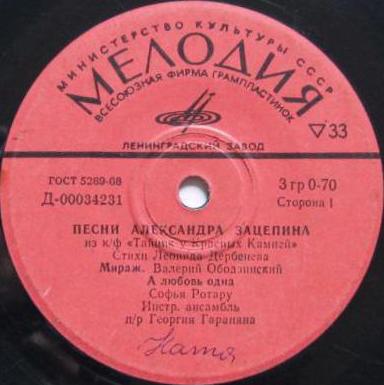 МИНИСТЕРСТВО КУЛЬТУРЫ СССР
МЕЛОДИЯ
ВСЕСОЮЗНАЯ ФИРМА ГРАМПЛАСТИНОК
▽33
ЛЕНИНГРАДСКИЙ ЗАВОД
ГОСТ 5289-68
3 гр 0-70
Д-00034231
Сторона 1
ПЕСНИ АЛЕКСАНДРА ЗАЦЕПИНА
из к/ф «Тайник у Красных Камней»
Стихи Леонида Дербенева
Мираж. Валерий Ободзинский
А любовь одна
Софья Ротару
Инстр. ансамбль
п/р Георгия Гараняна
Натя